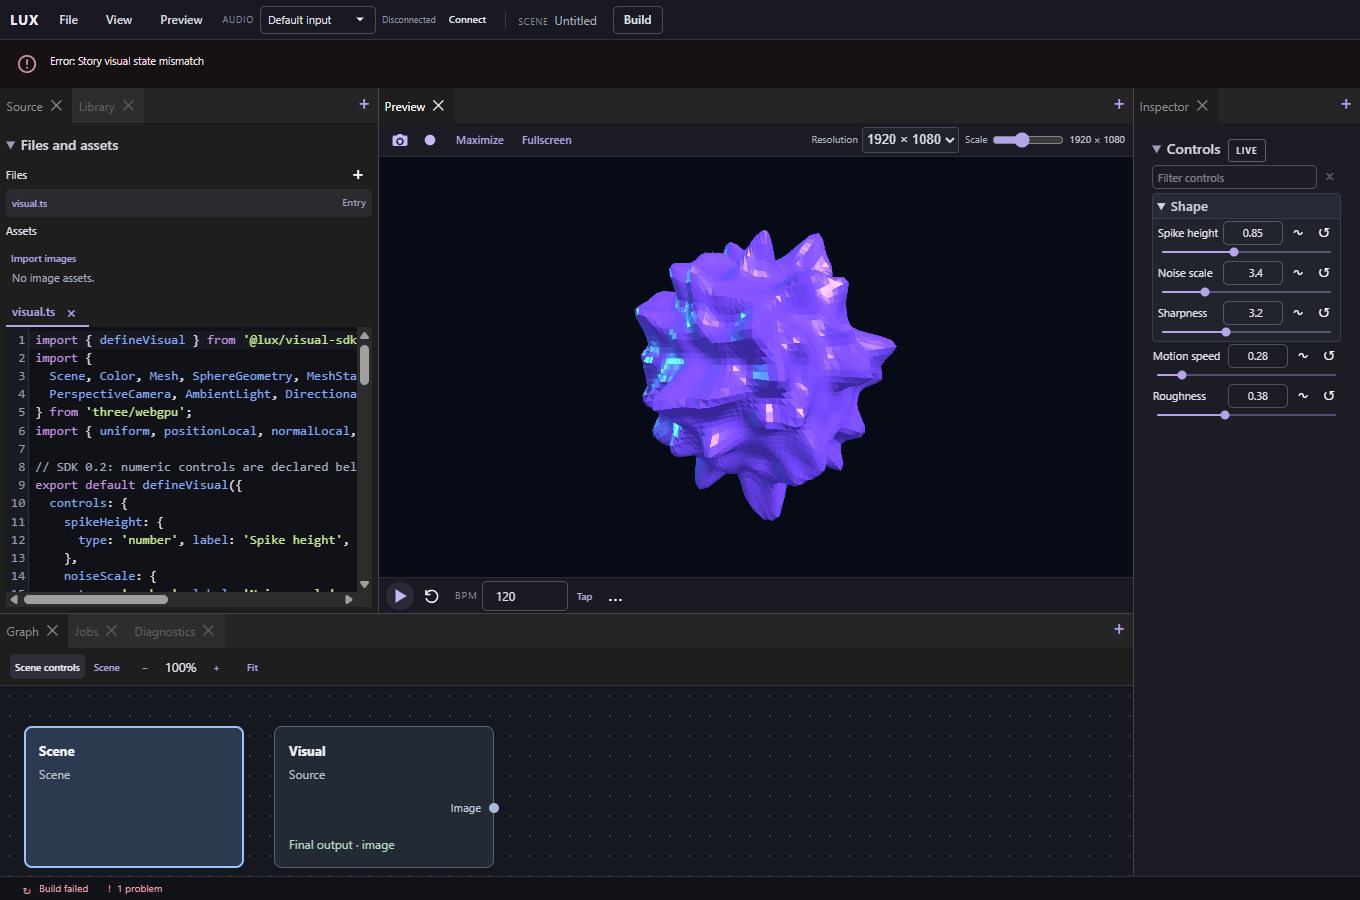 LUX File View Preview AUDIO Default input Disconnected Connect SCENE Untitled Build
Error: Story visual state mismatch
Source Library
Files and assets
Files
visual.ts Entry
Assets
Import images
No image assets.
visual.ts
1 import { defineVisual } from '@lux/visual-sdk
2 import {
3 Scene, Color, Mesh, SphereGeometry, MeshSta
4 PerspectiveCamera, AmbientLight, Directiona
5 } from 'three/webgpu';
6 import { uniform, positionLocal, normalLocal,
7
8 // SDK 0.2: numeric controls are declared bel
9 export default defineVisual({
10 controls: {
11 spikeHeight: {
12 type: 'number', label: 'Spike height',
13 },
14 noiseScale: {
Preview
Maximize Fullscreen Resolution 1920 × 1080 Scale 1920 × 1080
BPM 120 Tap ...
Inspector
Controls LIVE
Filter controls
Shape
Spike height 0.85
Noise scale 3.4
Sharpness 3.2
Motion speed 0.28
Roughness 0.38
Graph Jobs Diagnostics
Scene controls Scene − 100% + Fit
Scene
Scene
Visual
Source
Image
Final output · image
Build failed ! 1 problem